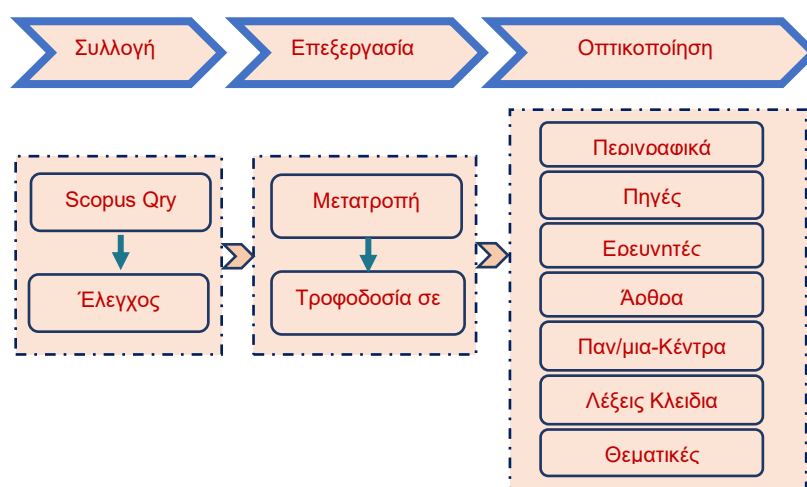 Συλλογή
Επεξεργασία
Οπτικοποίηση
Scopus Qry
Έλεγχος
Μετατροπή
Τροφοδοσία σε
Περιγραφικά
Πηγές
Ερευνητές
Άρθρα
Παν/μια-Κέντρα
Λέξεις Κλειδια
Θεματικές